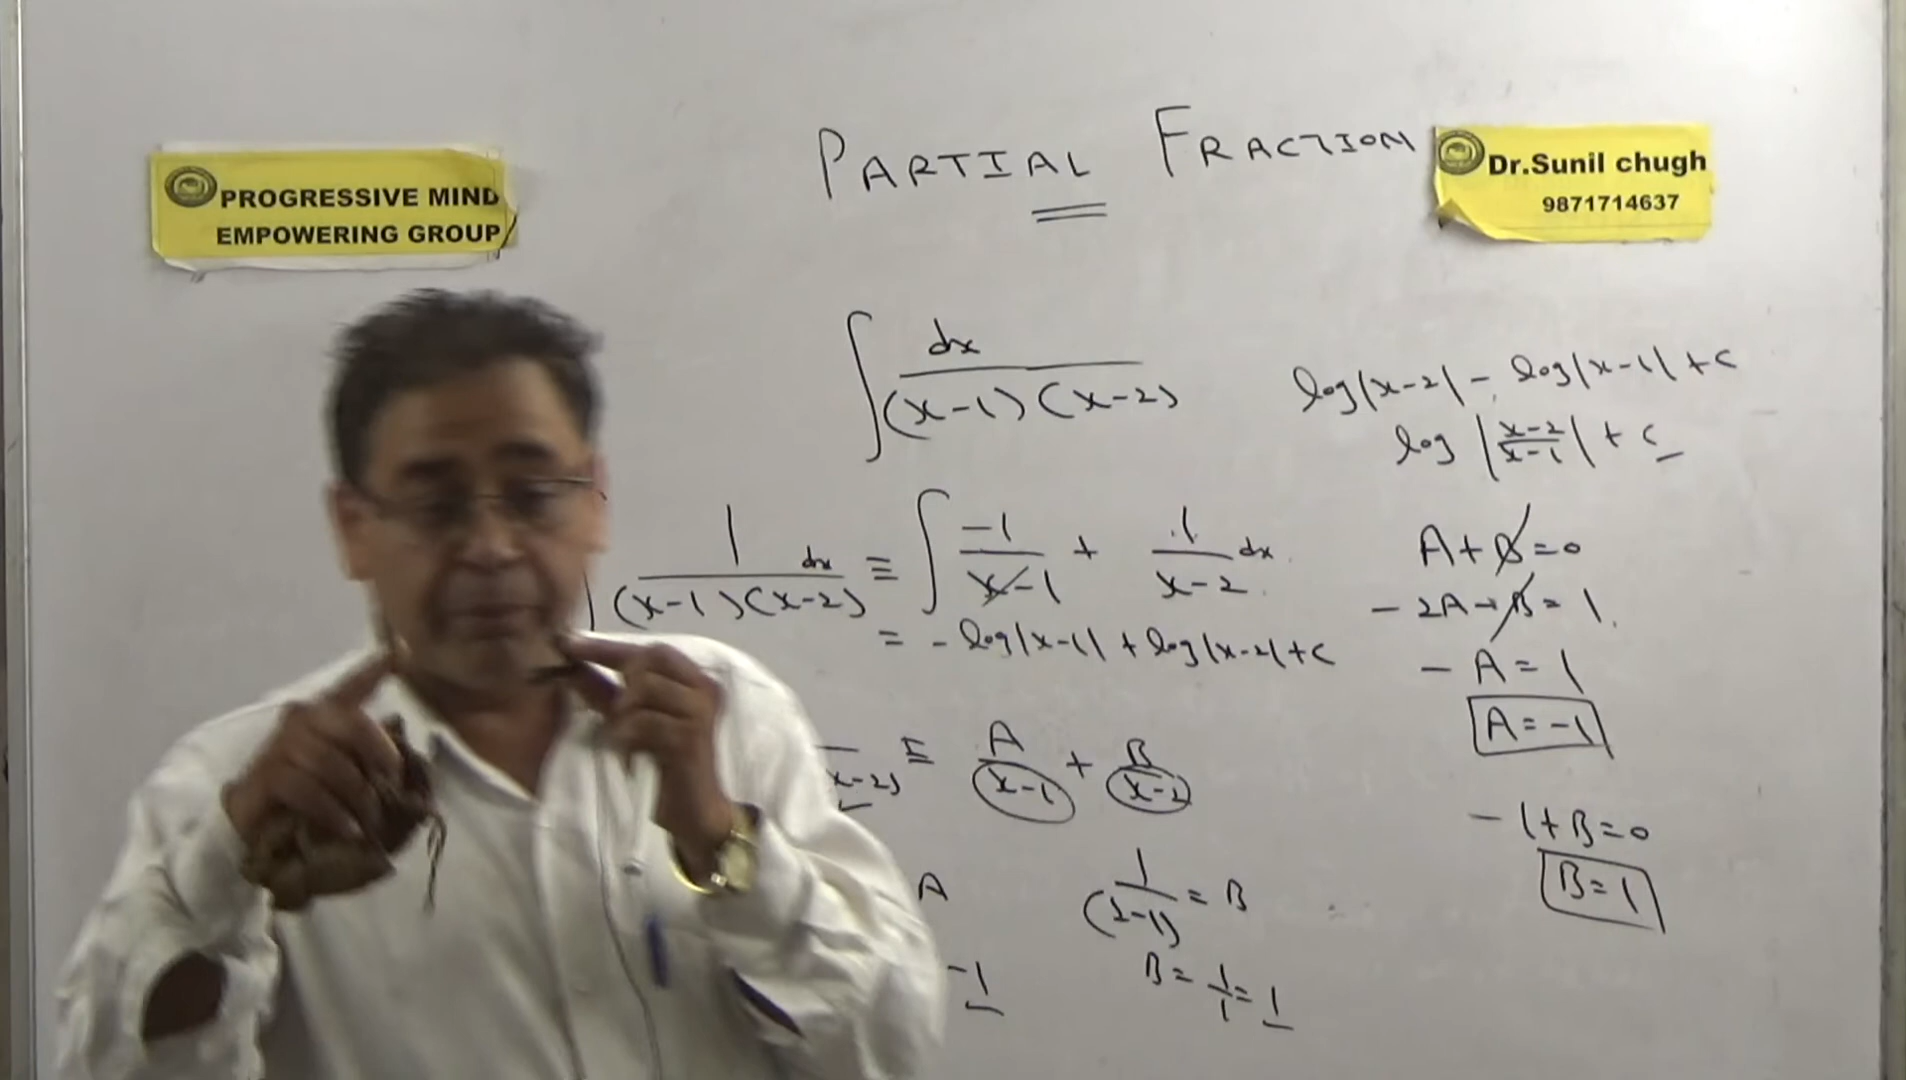 PARTIAL FRACTION
PROGRESSIVE MIND
EMPOWERING GROUP
Dr.Sunil chugh
9871714637
∫ dx / (x-1)(x-2)
log|x-2| - log|x-1| + c
log |x-2 / x-1| + c
1 / (x-1)(x-2) dx ≡ ∫ -1 / x-1 + 1 / x-2 dx
= - log|x-1| + log|x-2| + c
A + B = 0
- 2A - B = 1
- A = 1
A = -1
- 1 + B = 0
B = 1
x-2) ≡ A / x-1 + B / x-2
A
1 / (2-1) = B
-1
B = 1/1 = 1